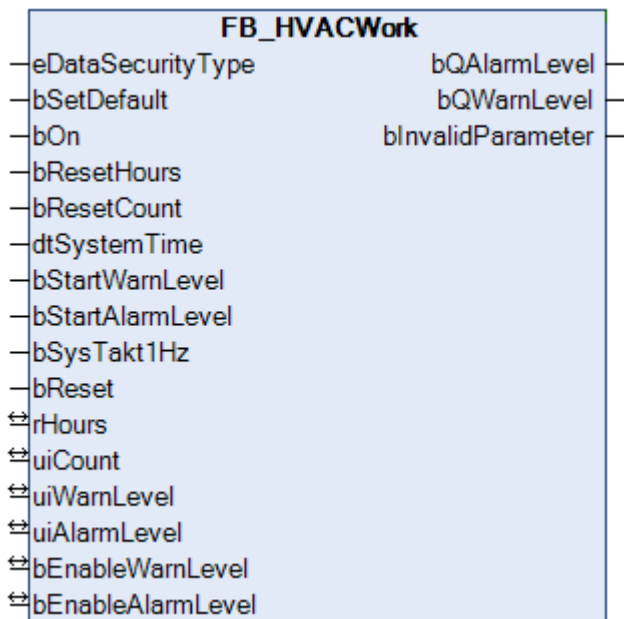 FB_HVACWork
eDataSecurityType bQAlarmLevel
bSetDefault bQWarnLevel
bOn bInvalidParameter
bResetHours
bResetCount
dtSystemTime
bStartWarnLevel
bStartAlarmLevel
bSysTakt1Hz
bReset
rHours
uiCount
uiWarnLevel
uiAlarmLevel
bEnableWarnLevel
bEnableAlarmLevel